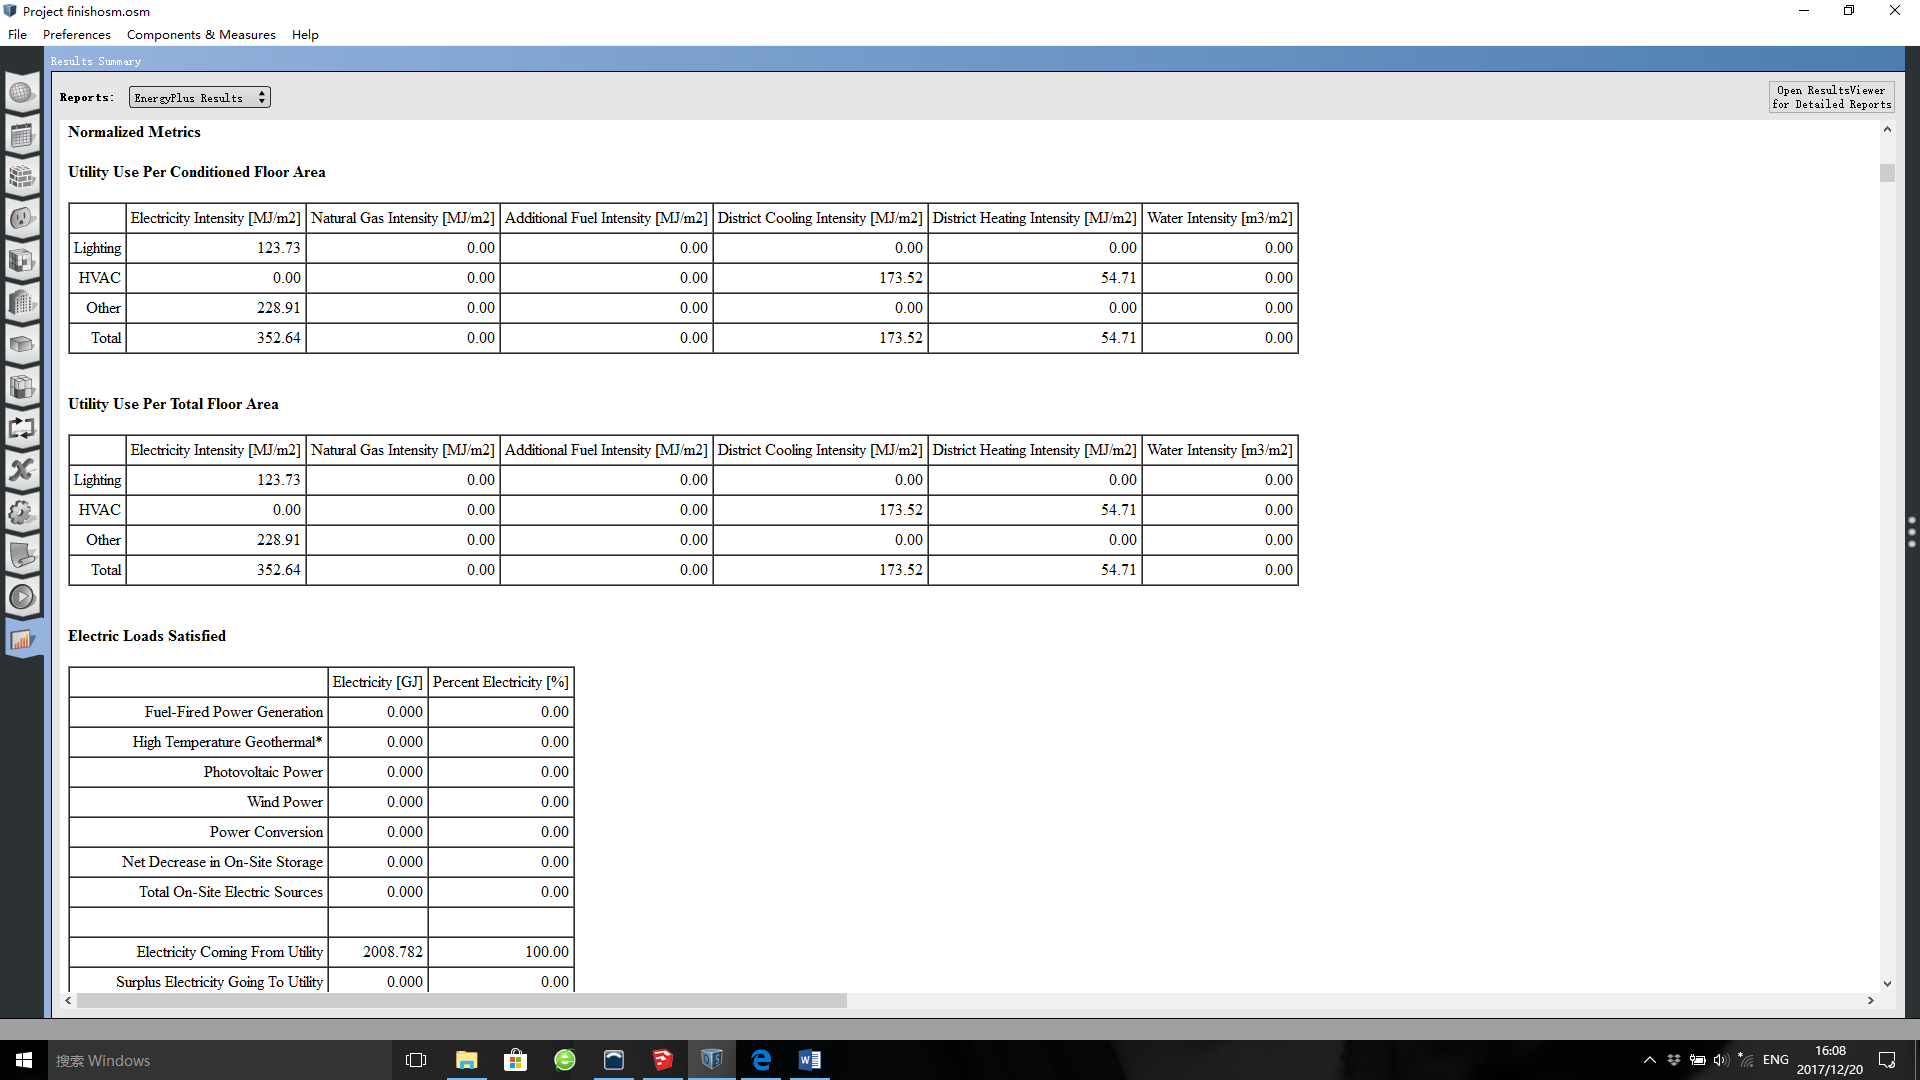 Project finishosm.osm
File Preferences Components & Measures Help
Results Summary
Reports: EnergyPlus Results
Open ResultsViewer
for Detailed Reports
Normalized Metrics
Utility Use Per Conditioned Floor Area
Electricity Intensity [MJ/m2] Natural Gas Intensity [MJ/m2] Additional Fuel Intensity [MJ/m2] District Cooling Intensity [MJ/m2] District Heating Intensity [MJ/m2] Water Intensity [m3/m2]
Lighting 123.73 0.00 0.00 0.00 0.00 0.00
HVAC 0.00 0.00 0.00 173.52 54.71 0.00
Other 228.91 0.00 0.00 0.00 0.00 0.00
Total 352.64 0.00 0.00 173.52 54.71 0.00
Utility Use Per Total Floor Area
Electricity Intensity [MJ/m2] Natural Gas Intensity [MJ/m2] Additional Fuel Intensity [MJ/m2] District Cooling Intensity [MJ/m2] District Heating Intensity [MJ/m2] Water Intensity [m3/m2]
Lighting 123.73 0.00 0.00 0.00 0.00 0.00
HVAC 0.00 0.00 0.00 173.52 54.71 0.00
Other 228.91 0.00 0.00 0.00 0.00 0.00
Total 352.64 0.00 0.00 173.52 54.71 0.00
Electric Loads Satisfied
Electricity [GJ] Percent Electricity [%]
Fuel-Fired Power Generation 0.000 0.00
High Temperature Geothermal* 0.000 0.00
Photovoltaic Power 0.000 0.00
Wind Power 0.000 0.00
Power Conversion 0.000 0.00
Net Decrease in On-Site Storage 0.000 0.00
Total On-Site Electric Sources 0.000 0.00
Electricity Coming From Utility 2008.782 100.00
Surplus Electricity Going To Utility 0.000 0.00
搜索 Windows
ENG
16:08
2017/12/20